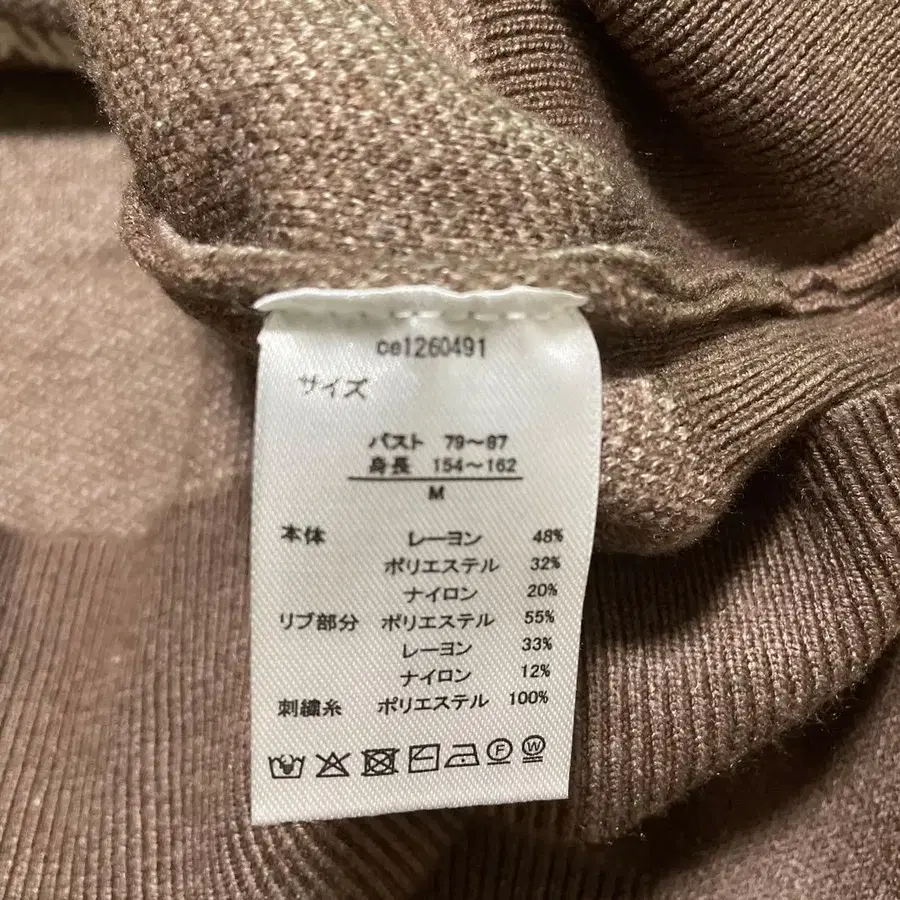 ce1260491
サイズ
バスト 79～87
身長 154～162
M
本体 レーヨン 48%
ポリエステル 32%
ナイロン 20%
リブ部分 ポリエステル 55%
レーヨン 33%
ナイロン 12%
刺繍糸 ポリエステル 100%
F W